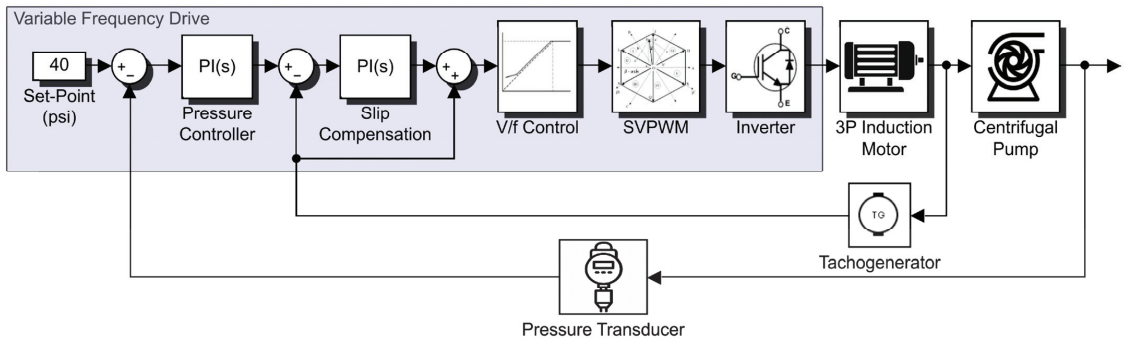 Variable Frequency Drive
40
Set-Point
(psi)
+
−
PI(s)
Pressure
Controller
+
−
PI(s)
Slip
Compensation
+
+
V/f Control
SVPWM
C
G
E
Inverter
3P Induction
Motor
Centrifugal
Pump
TG
Tachogenerator
Pressure Transducer